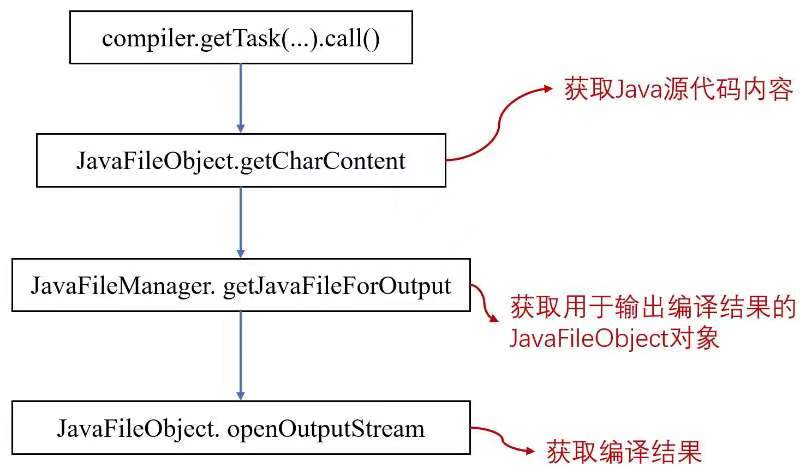 compiler.getTask(...).call()
获取Java源代码内容
JavaFileObject.getCharContent
JavaFileManager. getJavaFileForOutput
获取用于输出编译结果的
JavaFileObject对象
JavaFileObject. openOutputStream
获取编译结果